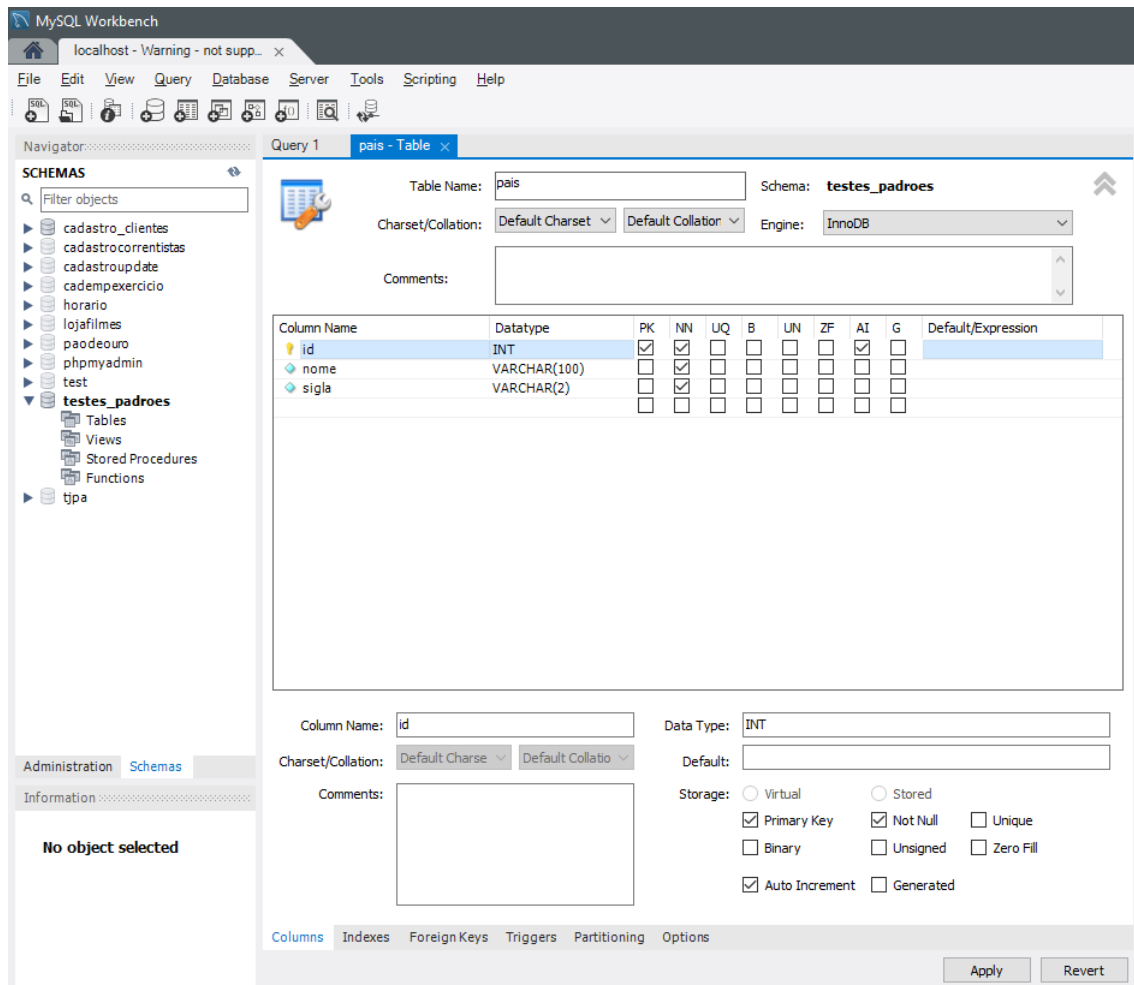 MySQL Workbench
localhost - Warning - not supp...
File Edit View Query Database Server Tools Scripting Help
Navigator
SCHEMAS
Filter objects
cadastro_clientes
cadastrocorrentistas
cadastroupdate
cadempexercicio
horario
lojafilmes
paodeouro
phpmyadmin
test
testes_padroes
Tables
Views
Stored Procedures
Functions
tjpa
Administration Schemas
Information
No object selected
Query 1 pais - Table
Table Name: pais Schema: testes_padroes
Charset/Collation: Default Charset Default Collation Engine: InnoDB
Comments:
Column Name Datatype PK NN UQ B UN ZF AI G Default/Expression
id INT
nome VARCHAR(100)
sigla VARCHAR(2)
Column Name: id Data Type: INT
Charset/Collation: Default Charse Default Collatio Default:
Comments: Storage: Virtual Stored
Primary Key Not Null Unique
Binary Unsigned Zero Fill
Auto Increment Generated
Columns Indexes Foreign Keys Triggers Partitioning Options
Apply Revert